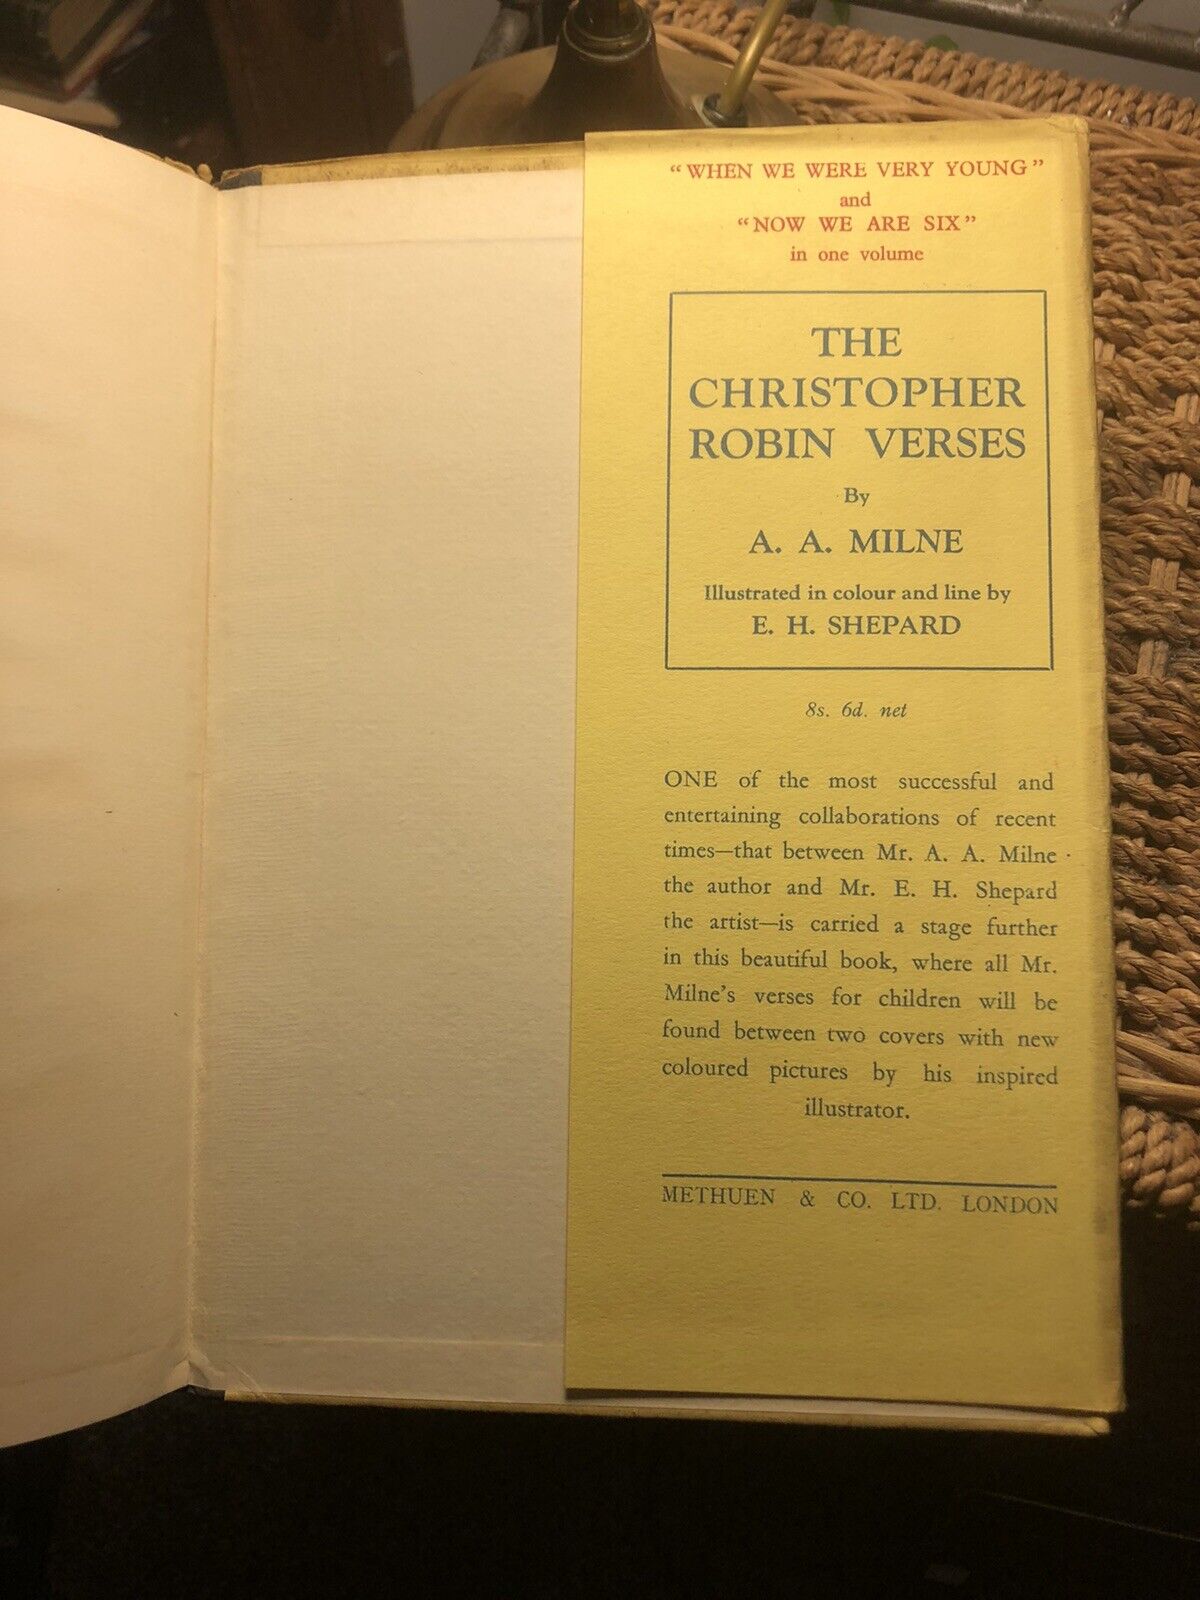 "WHEN WE WERE VERY YOUNG"
and
"NOW WE ARE SIX"
in one volume
THE
CHRISTOPHER
ROBIN VERSES
By
A. A. MILNE
Illustrated in colour and line by
E. H. SHEPARD
8s. 6d. net
ONE of the most successful and
entertaining collaborations of recent
times—that between Mr. A. A. Milne
the author and Mr. E. H. Shepard
the artist—is carried a stage further
in this beautiful book, where all Mr.
Milne's verses for children will be
found between two covers with new
coloured pictures by his inspired
illustrator.
METHUEN & CO. LTD. LONDON